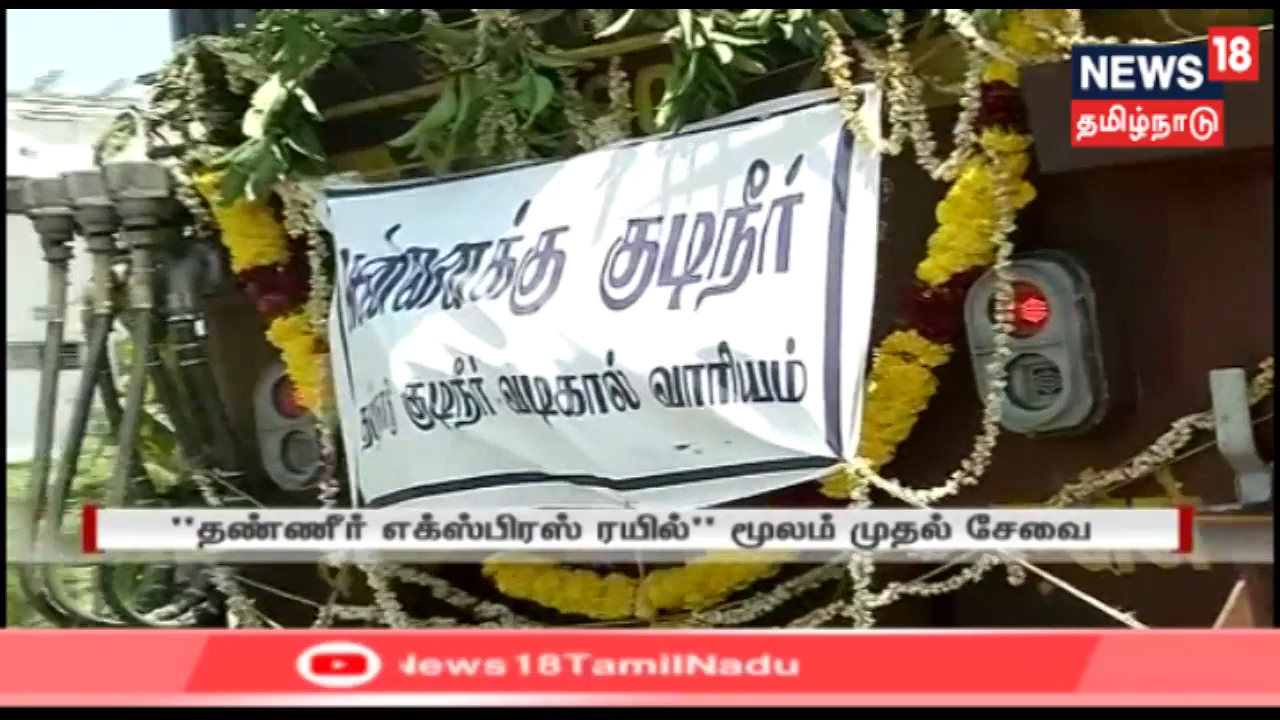 NEWS 18
தமிழ்நாடு
குடிநீர்
குடிநீர் வடிகால் வாரியம்
"தண்ணீர் எக்ஸ்பிரஸ் ரயில்" மூலம் முதல் சேவை
News18TamilNadu